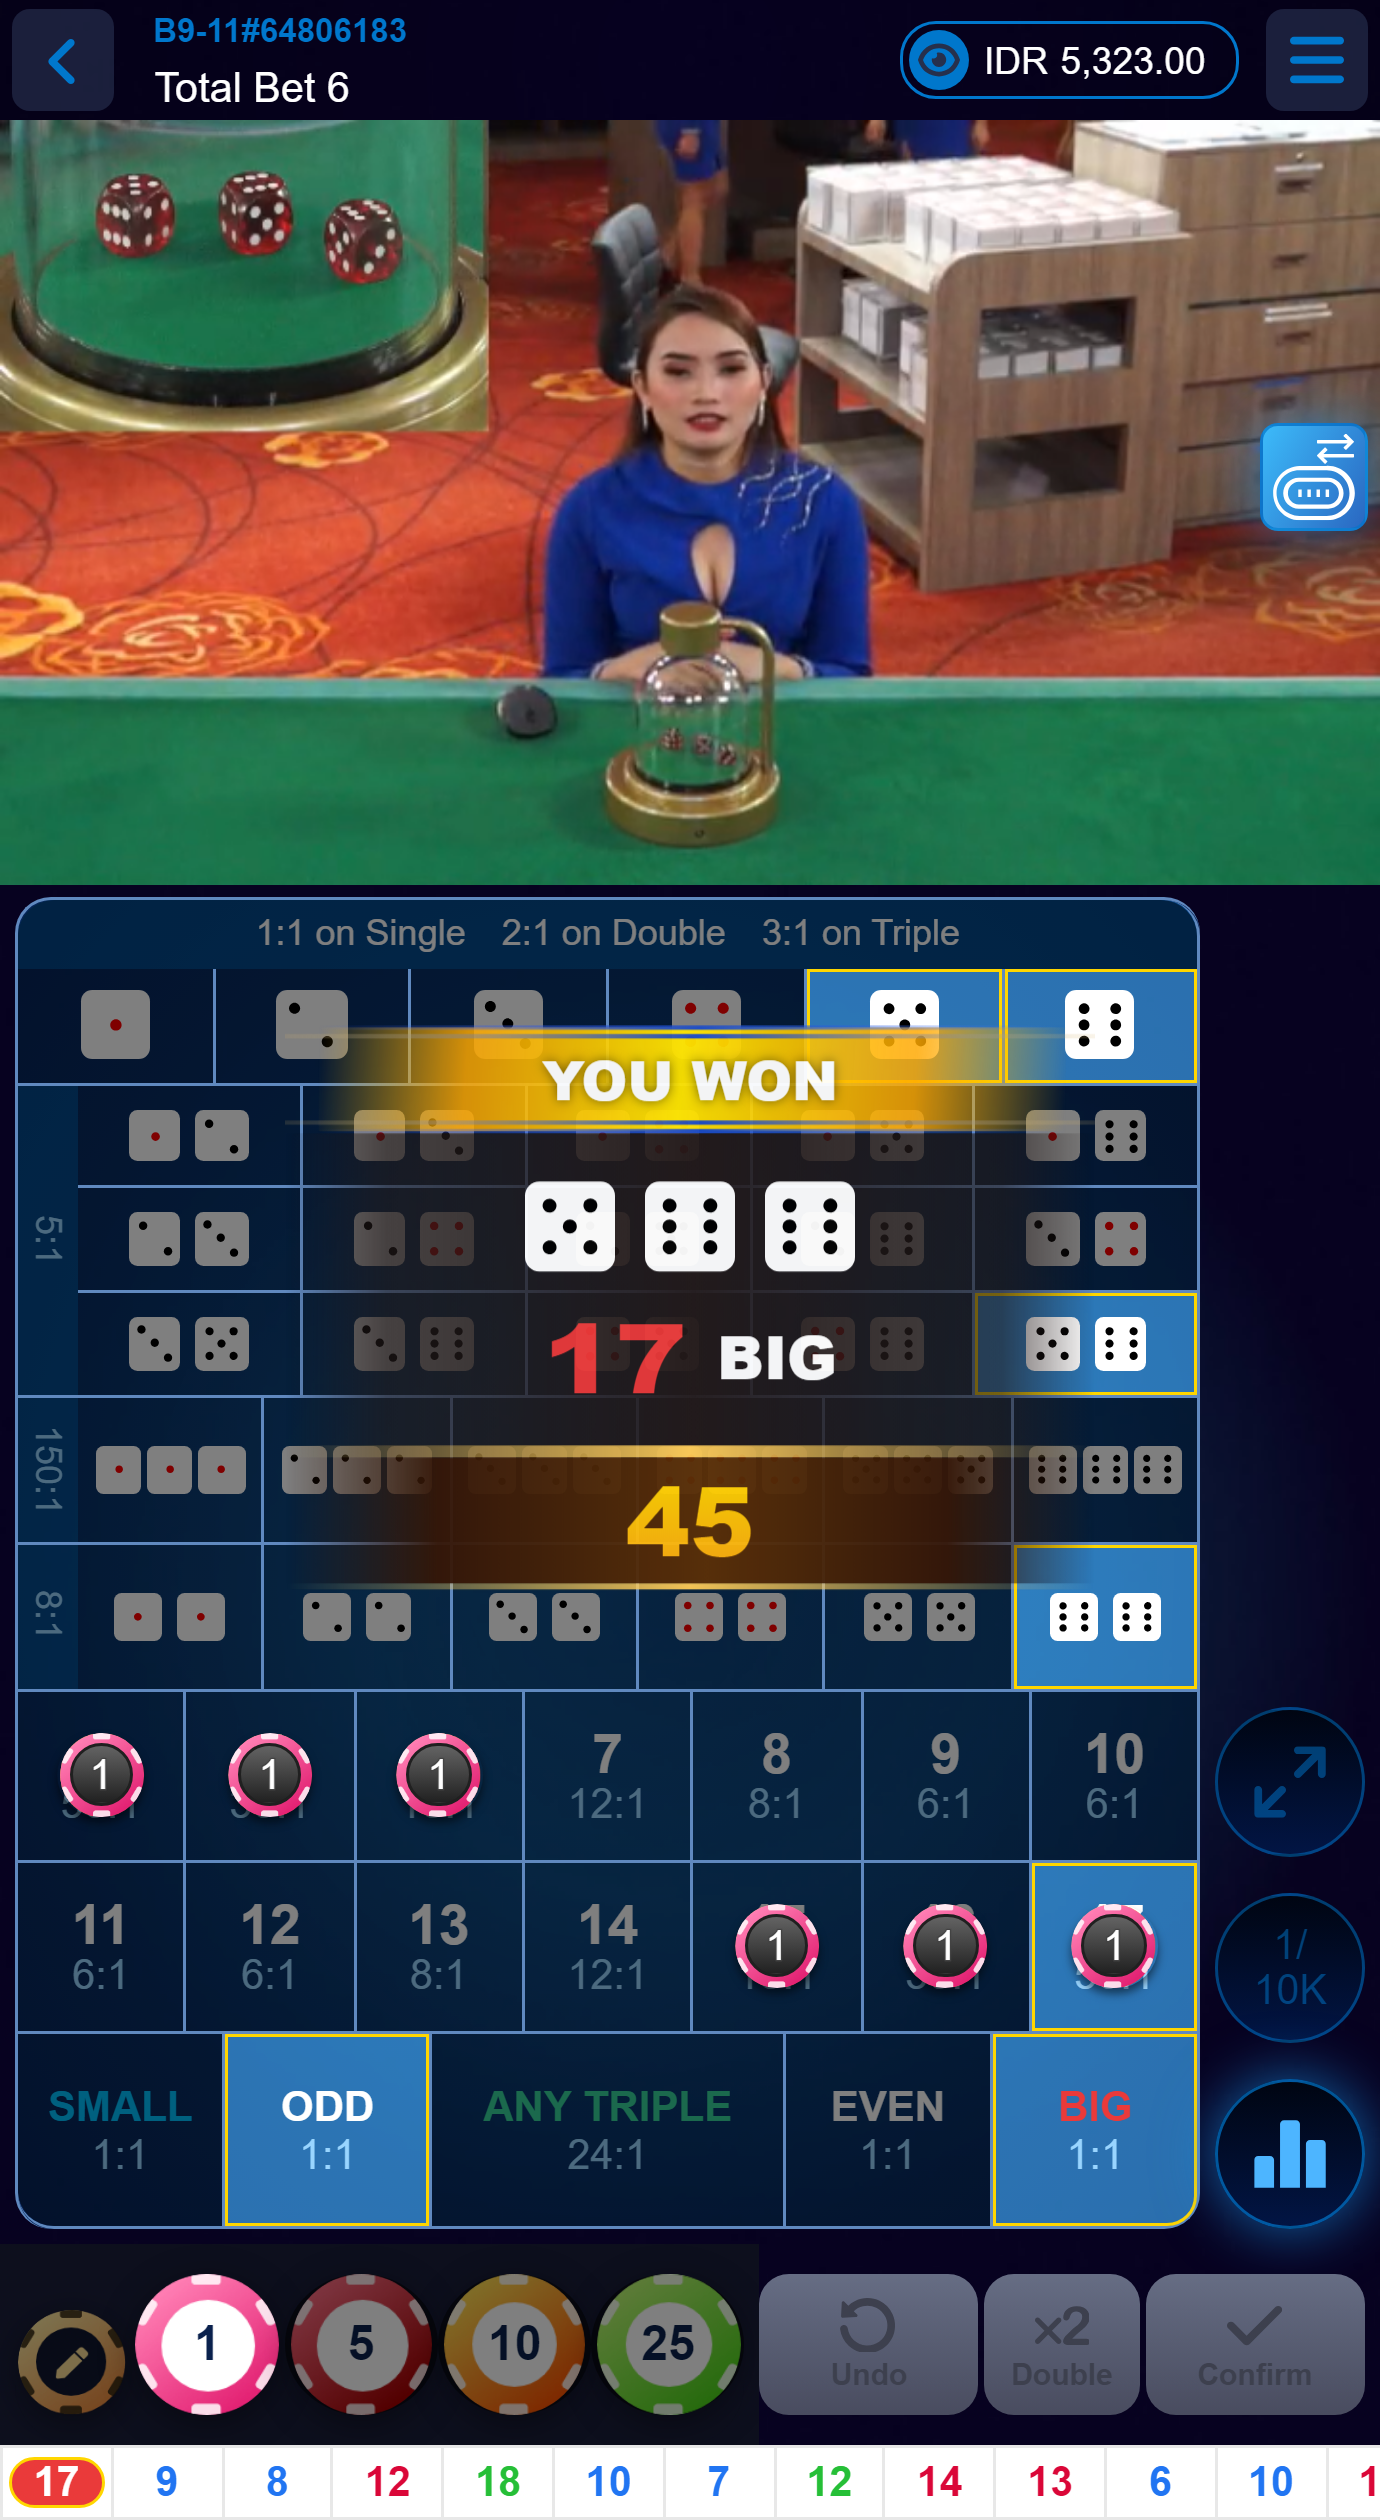 B9-11#64806183
Total Bet 6
IDR 5,323.00
1:1 on Single 2:1 on Double 3:1 on Triple
YOU WON
5:1
17 BIG
150:1
45
8:1
1 1 1 7 8 9 10
12:1 8:1 6:1 6:1
11 12 13 14 1 1 1
6:1 6:1 8:1 12:1
1/
10K
SMALL ODD ANY TRIPLE EVEN BIG
1:1 1:1 24:1 1:1 1:1
1 5 10 25
x2
Undo Double Confirm
17 9 8 12 18 10 7 12 14 13 6 10